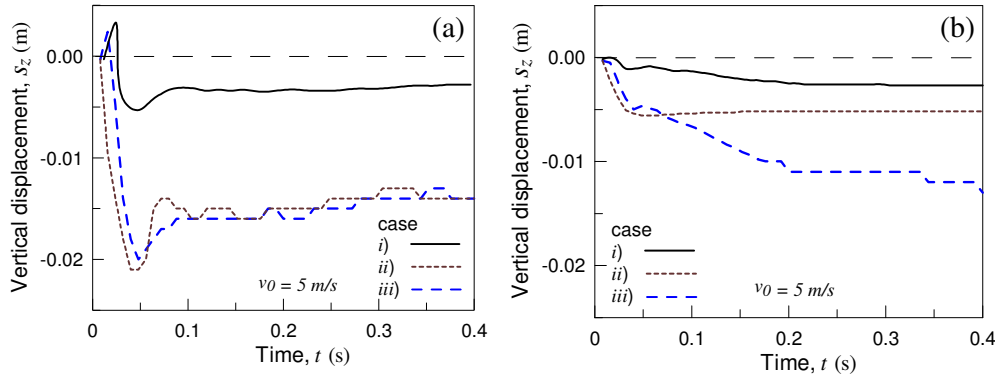 (a)
Vertical displacement, s_z (m)
0.00
-0.01
-0.02
case
i)
ii)
iii)
v0 = 5 m/s
0 0.1 0.2 0.3 0.4
Time, t (s)
(b)
Vertical displacement, s_z (m)
0.00
-0.01
-0.02
case
i)
ii)
iii)
v0 = 5 m/s
0 0.1 0.2 0.3 0.4
Time, t (s)